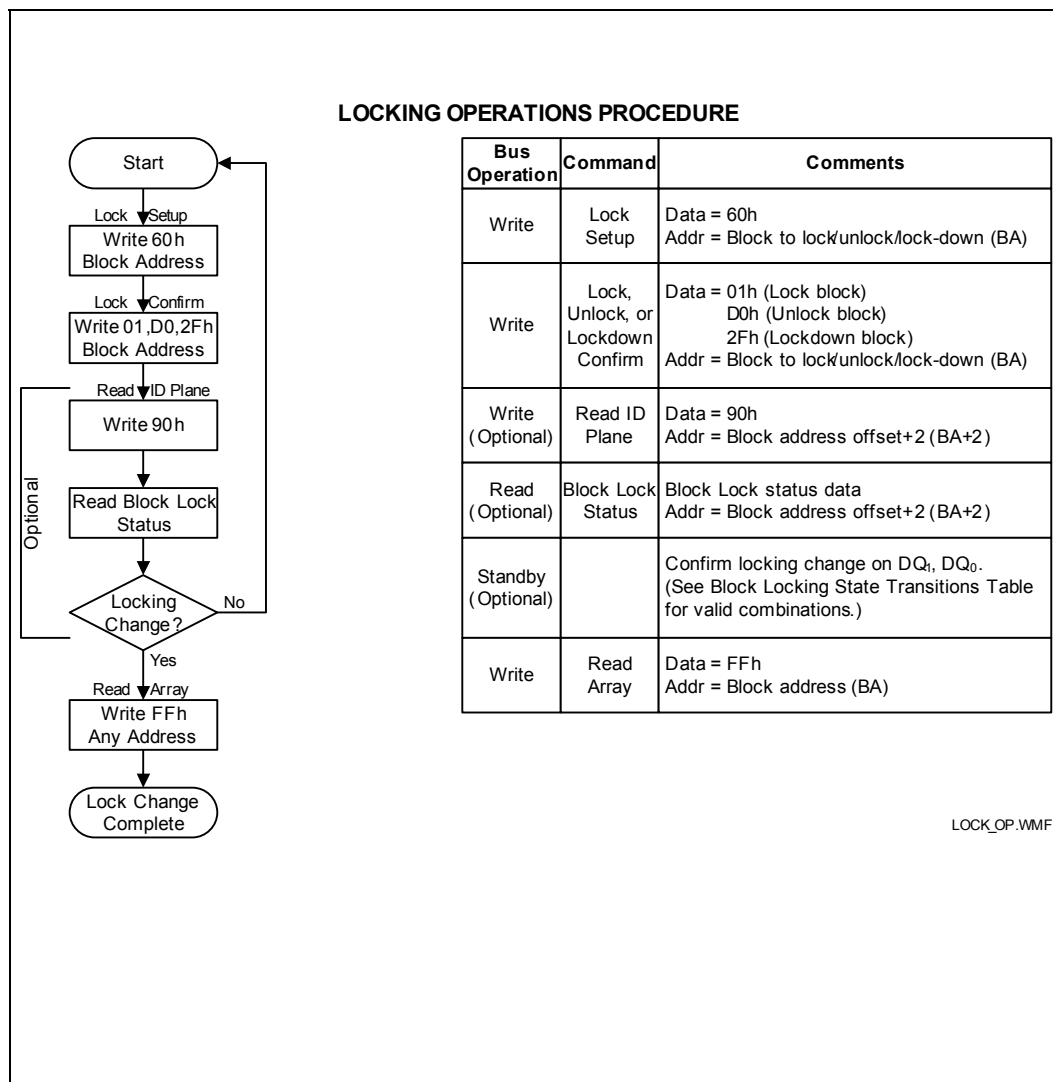 LOCKING OPERATIONS PROCEDURE
Start
Lock Setup
Write 60h
Block Address
Lock Confirm
Write 01,D0,2Fh
Block Address
Read ID Plane
Write 90h
Optional
Read Block Lock
Status
Locking
Change?
No
Yes
Read Array
Write FFh
Any Address
Lock Change
Complete
Bus
Operation
Command
Comments
Write
Lock
Setup
Data = 60h
Addr = Block to lock/unlock/lock-down (BA)
Write
Lock,
Unlock, or
Lockdown
Confirm
Data = 01h (Lock block)
D0h (Unlock block)
2Fh (Lockdown block)
Addr = Block to lock/unlock/lock-down (BA)
Write
(Optional)
Read ID
Plane
Data = 90h
Addr = Block address offset+2 (BA+2)
Read
(Optional)
Block Lock
Status
Block Lock status data
Addr = Block address offset+2 (BA+2)
Standby
(Optional)
Confirm locking change on DQ₁, DQ₀.
(See Block Locking State Transitions Table
for valid combinations.)
Write
Read
Array
Data = FFh
Addr = Block address (BA)
LOCK_OP.WMF